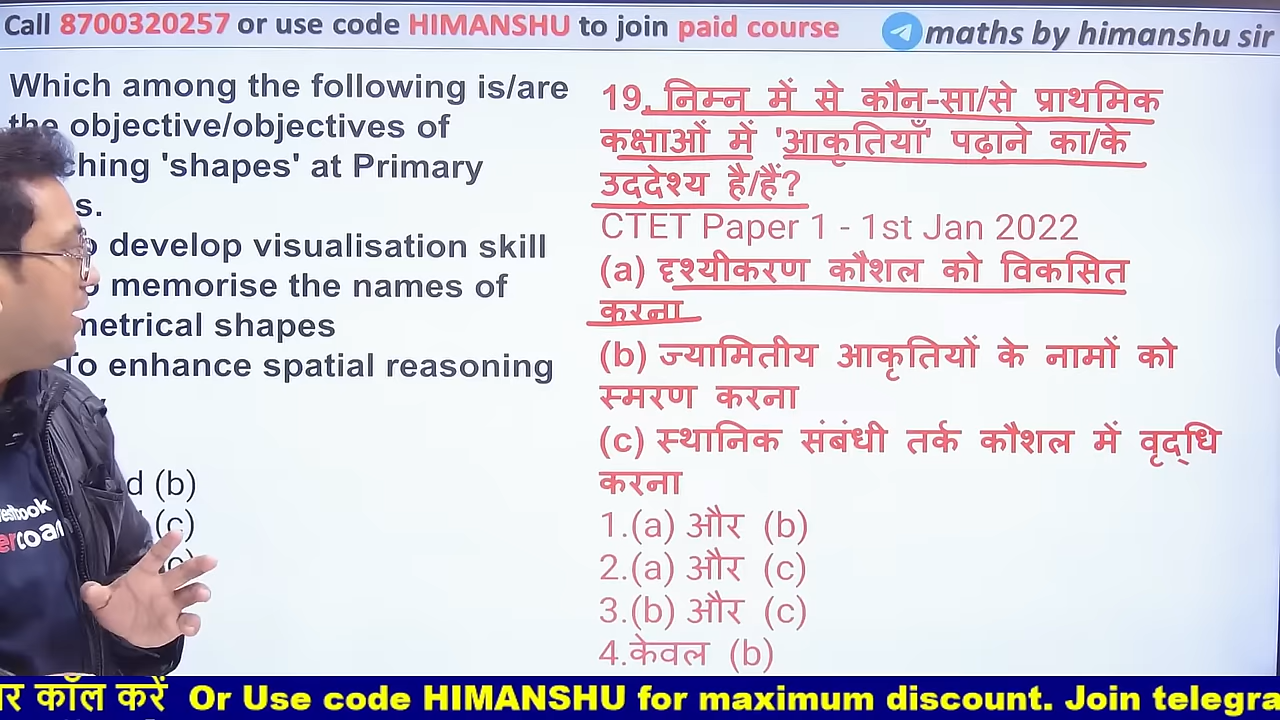 Call 8700320257 or use code HIMANSHU to join paid course
maths by himanshu sir
Which among the following is/are
the objective/objectives of
ching 'shapes' at Primary
s.
develop visualisation skill
memorise the names of
metrical shapes
To enhance spatial reasoning
d (b)
(c)
19. निम्न में से कौन-सा/से प्राथमिक
कक्षाओं में 'आकृतियाँ' पढ़ाने का/के
उद्देश्य है/हैं?
CTET Paper 1 - 1st Jan 2022
(a) दृश्यीकरण कौशल को विकसित
करना
(b) ज्यामितीय आकृतियों के नामों को
स्मरण करना
(c) स्थानिक संबंधी तर्क कौशल में वृद्धि
करना
1.(a) और (b)
2.(a) और (c)
3.(b) और (c)
4.केवल (b)
पर कॉल करें Or Use code HIMANSHU for maximum discount. Join telegra